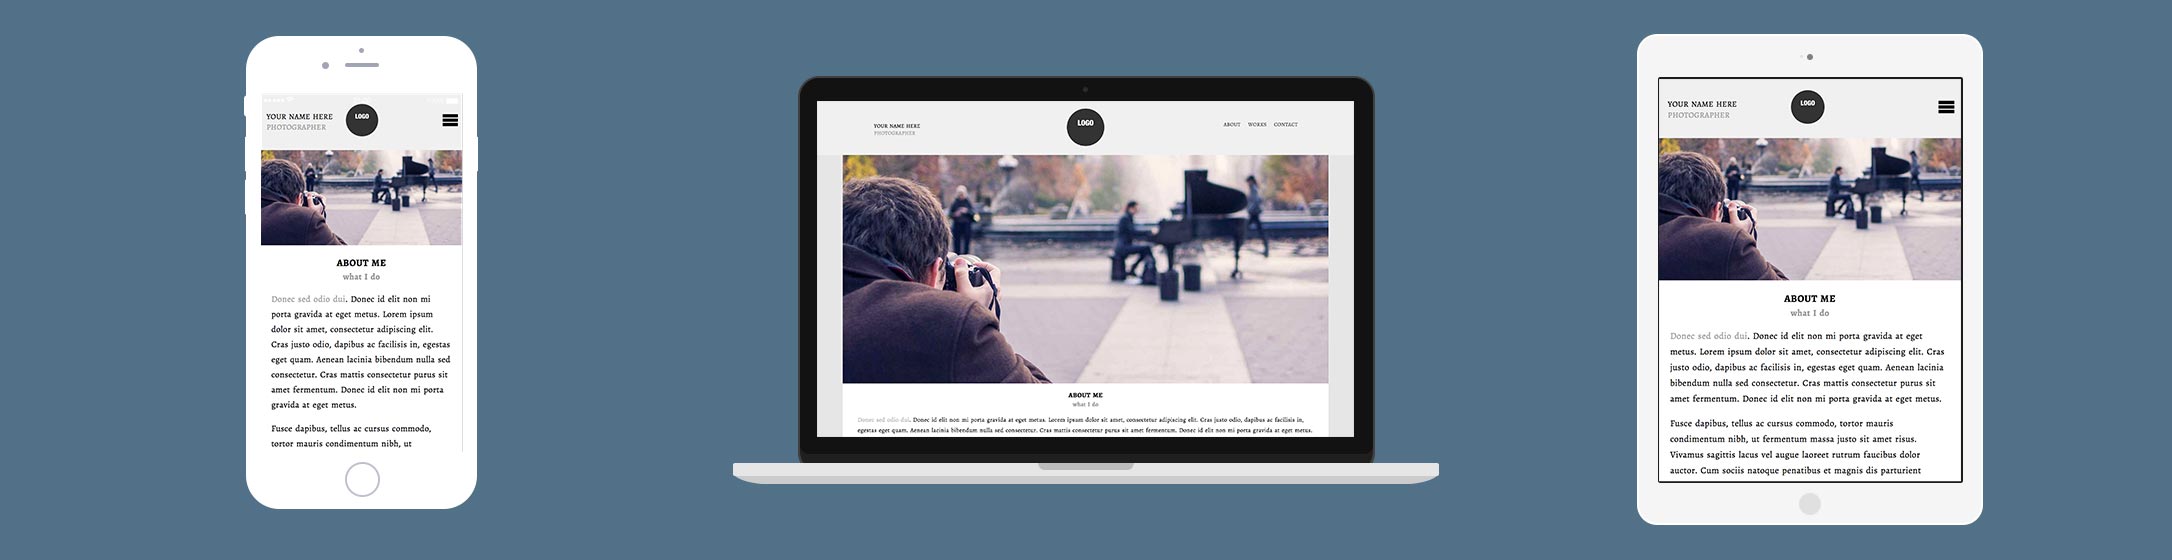 YOUR NAME HERE
PHOTOGRAPHER
LOGO
ABOUT ME
what I do
Donec sed odio dui. Donec id elit non mi
porta gravida at eget metus. Lorem ipsum
dolor sit amet, consectetur adipiscing elit.
Cras justo odio, dapibus ac facilisis in, egestas
eget quam. Aenean lacinia bibendum nulla sed
consectetur. Cras mattis consectetur purus sit
amet fermentum. Donec id elit non mi porta
gravida at eget metus.
Fusce dapibus, tellus ac cursus commodo,
tortor mauris condimentum nibh, ut
YOUR NAME HERE
PHOTOGRAPHER
LOGO
ABOUT WORKS CONTACT
ABOUT ME
what I do
Donec sed odio dui. Donec id elit non mi porta gravida at eget metus. Lorem ipsum dolor sit amet, consectetur adipiscing elit. Cras justo odio, dapibus ac facilisis in,
egestas eget quam. Aenean lacinia bibendum nulla sed consectetur. Cras mattis consectetur purus sit amet fermentum. Donec id elit non mi porta gravida at eget metus.
YOUR NAME HERE
PHOTOGRAPHER
LOGO
ABOUT ME
what I do
Donec sed odio dui. Donec id elit non mi porta gravida at eget
metus. Lorem ipsum dolor sit amet, consectetur adipiscing elit. Cras
justo odio, dapibus ac facilisis in, egestas eget quam. Aenean lacinia
bibendum nulla sed consectetur. Cras mattis consectetur purus sit
amet fermentum. Donec id elit non mi porta gravida at eget metus.
Fusce dapibus, tellus ac cursus commodo, tortor mauris
condimentum nibh, ut fermentum massa justo sit amet risus.
Vivamus sagittis lacus vel augue laoreet rutrum faucibus dolor
auctor. Cum sociis natoque penatibus et magnis dis parturient